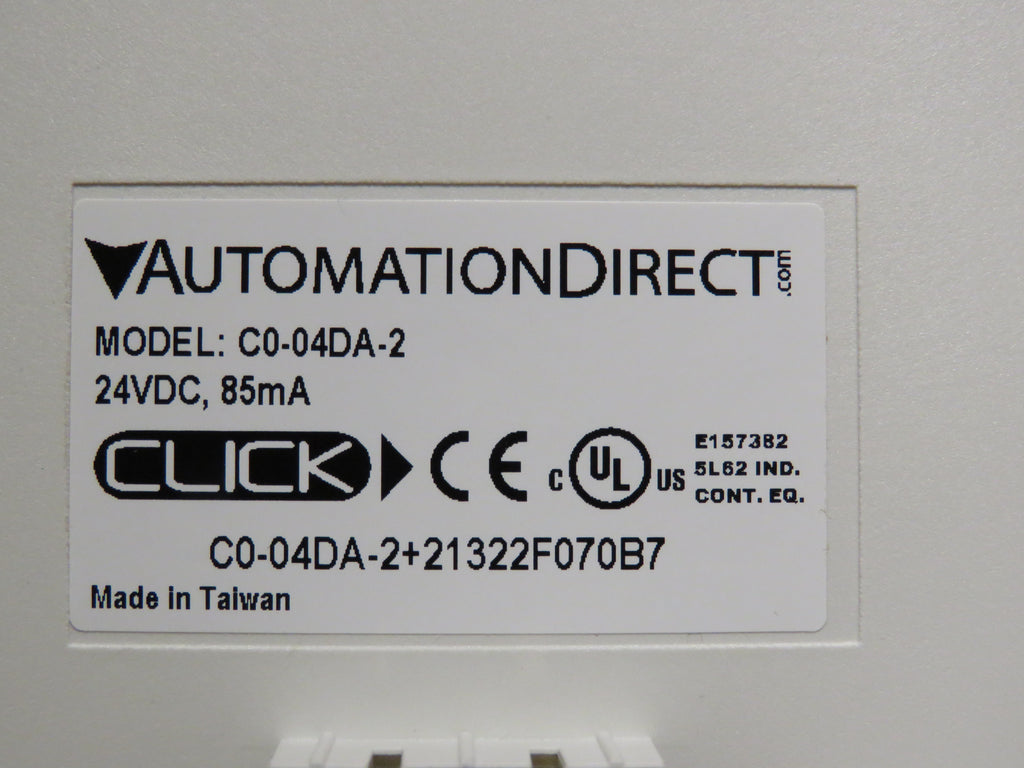 AUTOMATIONDIRECT.com
MODEL: C0-04DA-2
24VDC, 85mA
CLICK CE C UL US
E157382
5L62 IND.
CONT. EQ.
C0-04DA-2+21322F070B7
Made in Taiwan